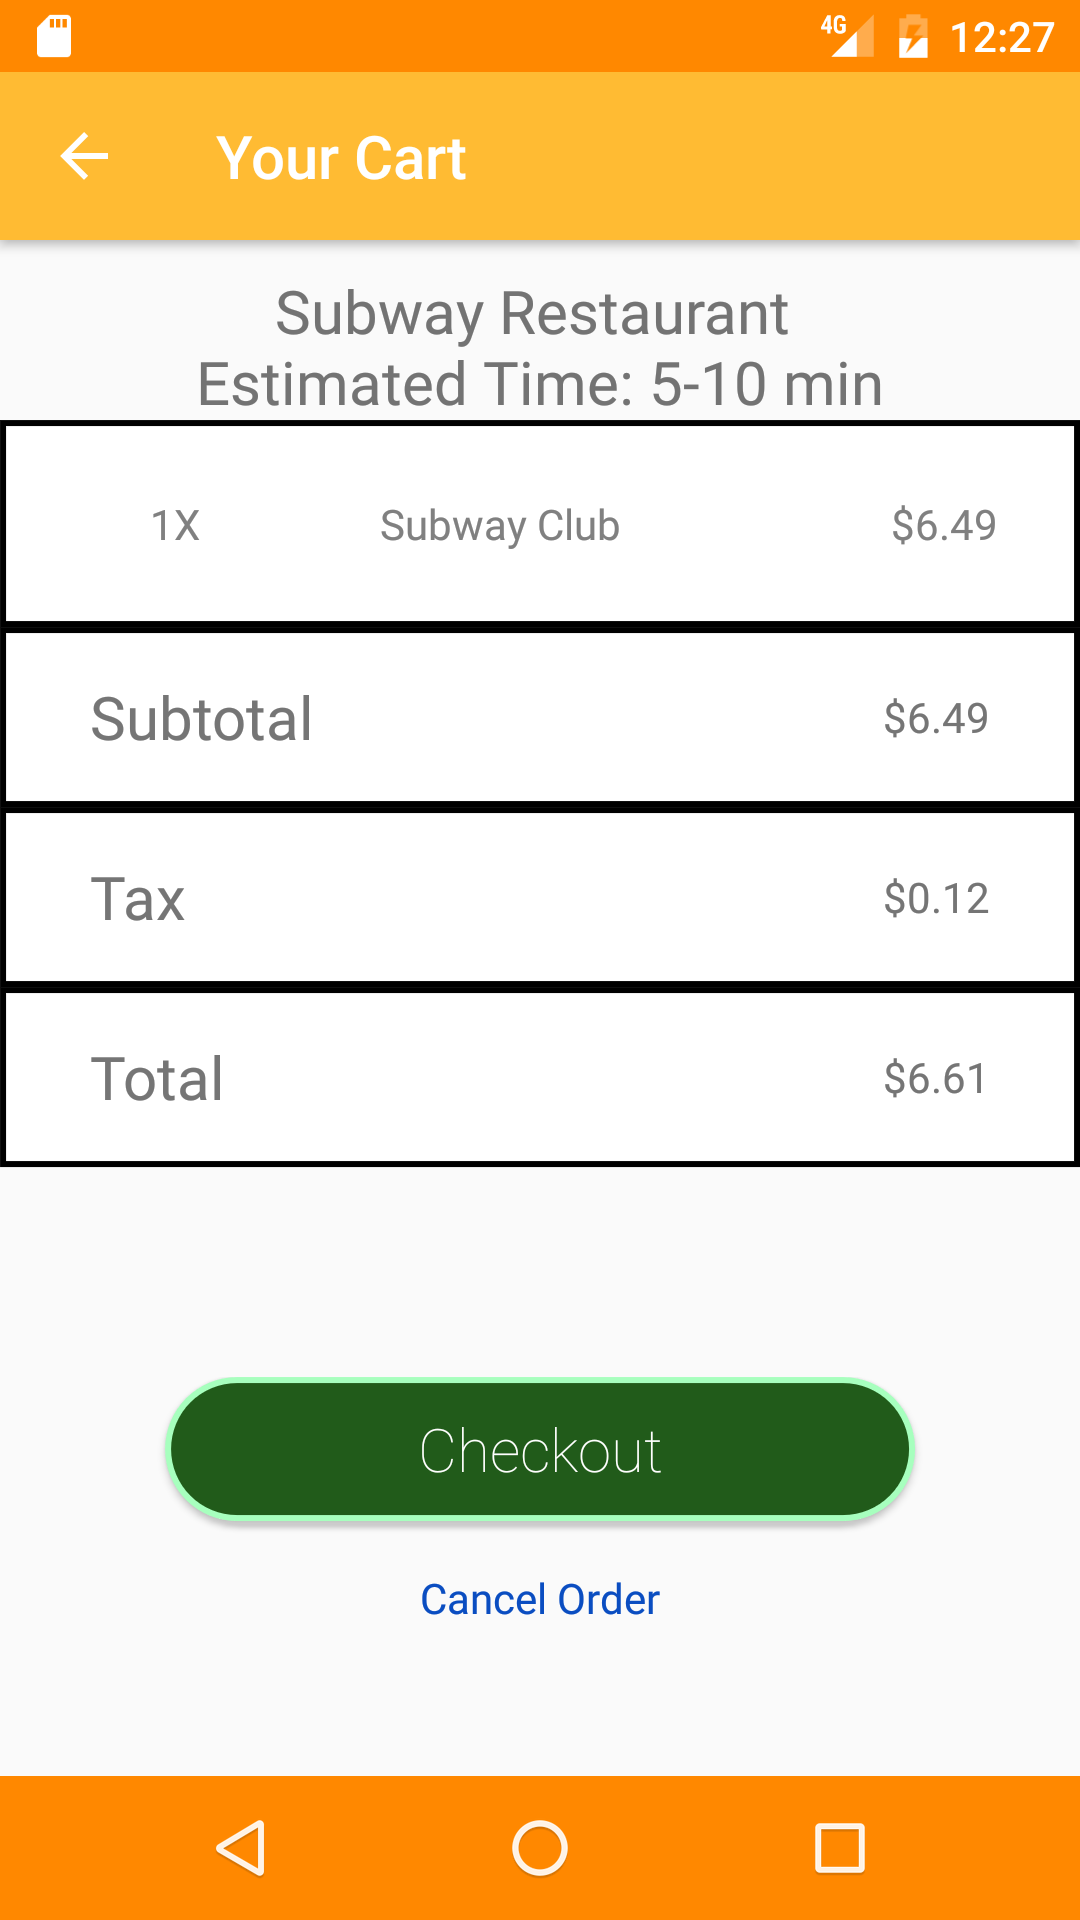 4G 12:27
Your Cart
Subway Restaurant
Estimated Time: 5-10 min
1X Subway Club $6.49
Subtotal $6.49
Tax $0.12
Total $6.61
Checkout
Cancel Order